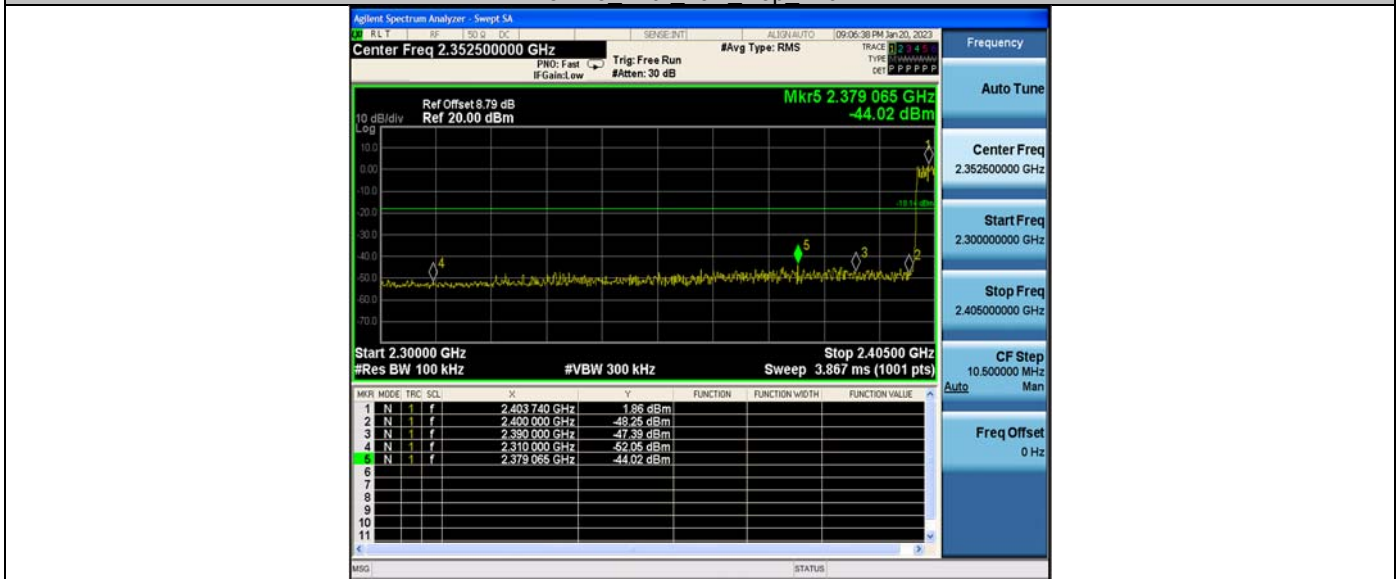 Agilent Spectrum Analyzer - Swept SA
RLT RF 50 Ω DC SENSE:INT ALIGN AUTO 09:06:38 PM Jan 20, 2023
Center Freq 2.352500000 GHz
PNO: Fast
IFGain:Low
Trig: Free Run
#Atten: 30 dB
#Avg Type: RMS
TRACE 1 2 3 4 5 6
TYPE
DET P P P P P P
Frequency
Mkr5 2.379 065 GHz
-44.02 dBm
Ref Offset 8.79 dB
10 dB/div Ref 20.00 dBm
Log
10.0
0.00
-10.0
-20.0
-30.0
-40.0
-50.0
-60.0
-70.0
1
2
3
4
5
Start 2.30000 GHz Stop 2.40500 GHz
#Res BW 100 kHz #VBW 300 kHz Sweep 3.867 ms (1001 pts)
MKR MODE TRC SCL X Y FUNCTION FUNCTION WIDTH FUNCTION VALUE
1 N 1 f 2.403 740 GHz 1.86 dBm
2 N 1 f 2.400 000 GHz -48.25 dBm
3 N 1 f 2.390 000 GHz -47.39 dBm
4 N 1 f 2.310 000 GHz -52.05 dBm
5 N 1 f 2.379 065 GHz -44.02 dBm
6
7
8
9
10
11
MSG STATUS
Auto Tune
Center Freq
2.352500000 GHz
Start Freq
2.300000000 GHz
Stop Freq
2.405000000 GHz
CF Step
10.500000 MHz
Auto Man
Freq Offset
0 Hz